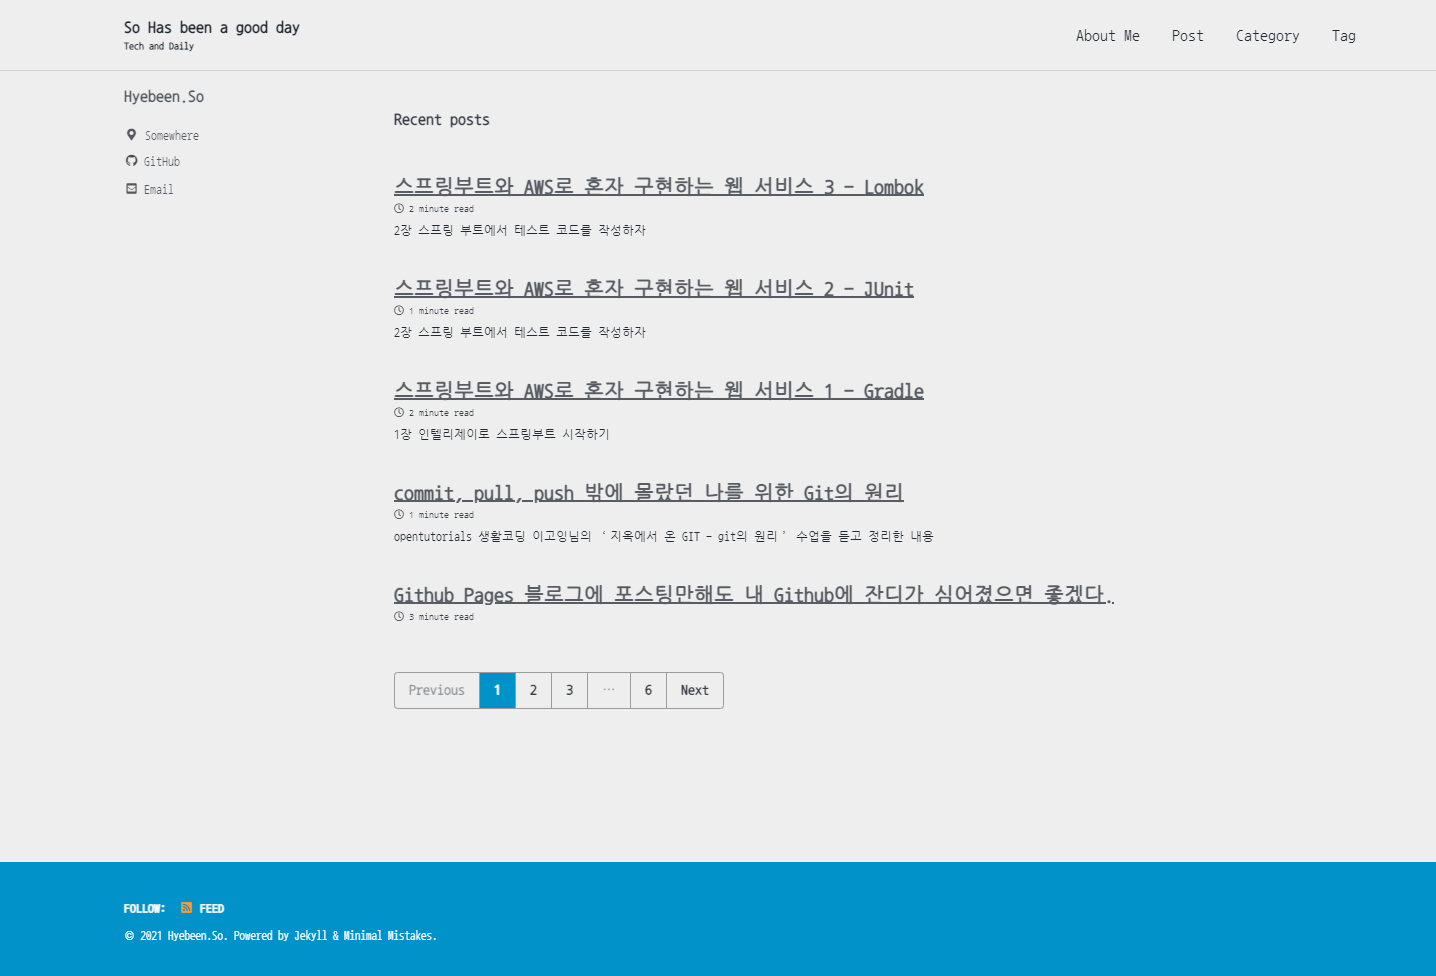 So Has been a good day
Tech and Daily
About Me
Post
Category
Tag
Hyebeen.So
Somewhere
GitHub
Email
Recent posts
스프링부트와 AWS로 혼자 구현하는 웹 서비스 3 - Lombok
2 minute read
2장 스프링 부트에서 테스트 코드를 작성하자
스프링부트와 AWS로 혼자 구현하는 웹 서비스 2 - JUnit
1 minute read
2장 스프링 부트에서 테스트 코드를 작성하자
스프링부트와 AWS로 혼자 구현하는 웹 서비스 1 - Gradle
2 minute read
1장 인텔리제이로 스프링부트 시작하기
commit, pull, push 밖에 몰랐던 나를 위한 Git의 원리
1 minute read
opentutorials 생활코딩 이고잉님의 ‘지옥에서 온 GIT - git의 원리’ 수업을 듣고 정리한 내용
Github Pages 블로그에 포스팅만해도 내 Github에 잔디가 심어졌으면 좋겠다.
3 minute read
Previous 1 2 3 … 6 Next
FOLLOW: FEED
© 2021 Hyebeen.So. Powered by Jekyll & Minimal Mistakes.